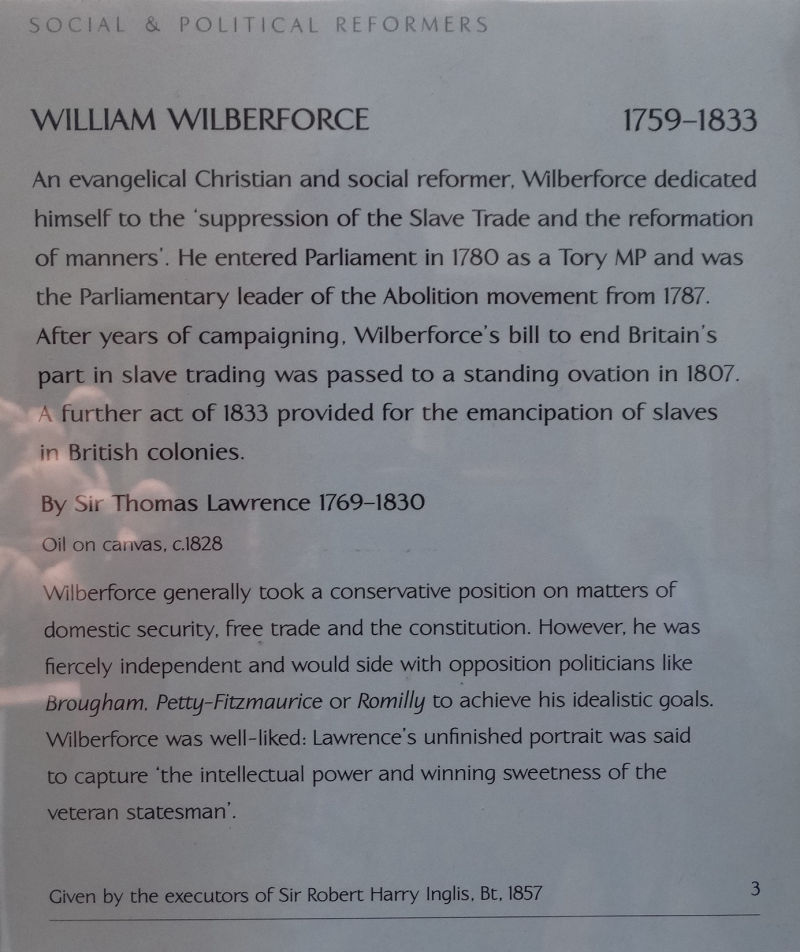 SOCIAL & POLITICAL REFORMERS
WILLIAM WILBERFORCE 1759–1833
An evangelical Christian and social reformer, Wilberforce dedicated
himself to the ‘suppression of the Slave Trade and the reformation
of manners’. He entered Parliament in 1780 as a Tory MP and was
the Parliamentary leader of the Abolition movement from 1787.
After years of campaigning, Wilberforce’s bill to end Britain’s
part in slave trading was passed to a standing ovation in 1807.
A further act of 1833 provided for the emancipation of slaves
in British colonies.
By Sir Thomas Lawrence 1769–1830
Oil on canvas, c.1828
Wilberforce generally took a conservative position on matters of
domestic security, free trade and the constitution. However, he was
fiercely independent and would side with opposition politicians like
Brougham, Petty-Fitzmaurice or Romilly to achieve his idealistic goals.
Wilberforce was well-liked: Lawrence’s unfinished portrait was said
to capture ‘the intellectual power and winning sweetness of the
veteran statesman’.
Given by the executors of Sir Robert Harry Inglis, Bt, 1857 3